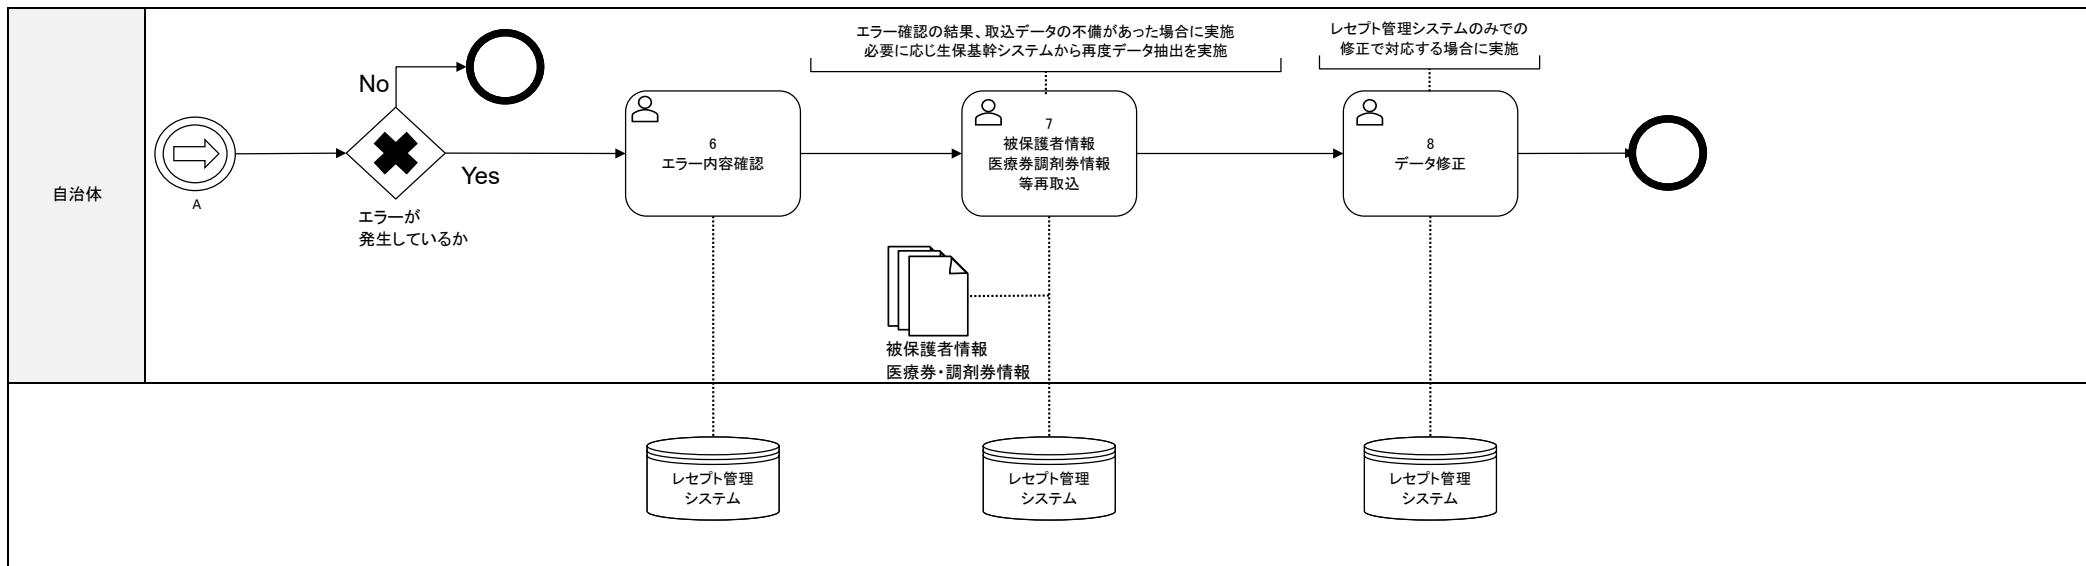 エラー確認の結果、取込データの不備があった場合に実施
必要に応じ生保基幹システムから再度データ抽出を実施
レセプト管理システムのみでの
修正で対応する場合に実施
自治体
A
No
Yes
エラーが
発生しているか
6
エラー内容確認
7
被保護者情報
医療券調剤券情報
等再取込
8
データ修正
被保護者情報
医療券・調剤券情報
レセプト管理
システム
レセプト管理
システム
レセプト管理
システム